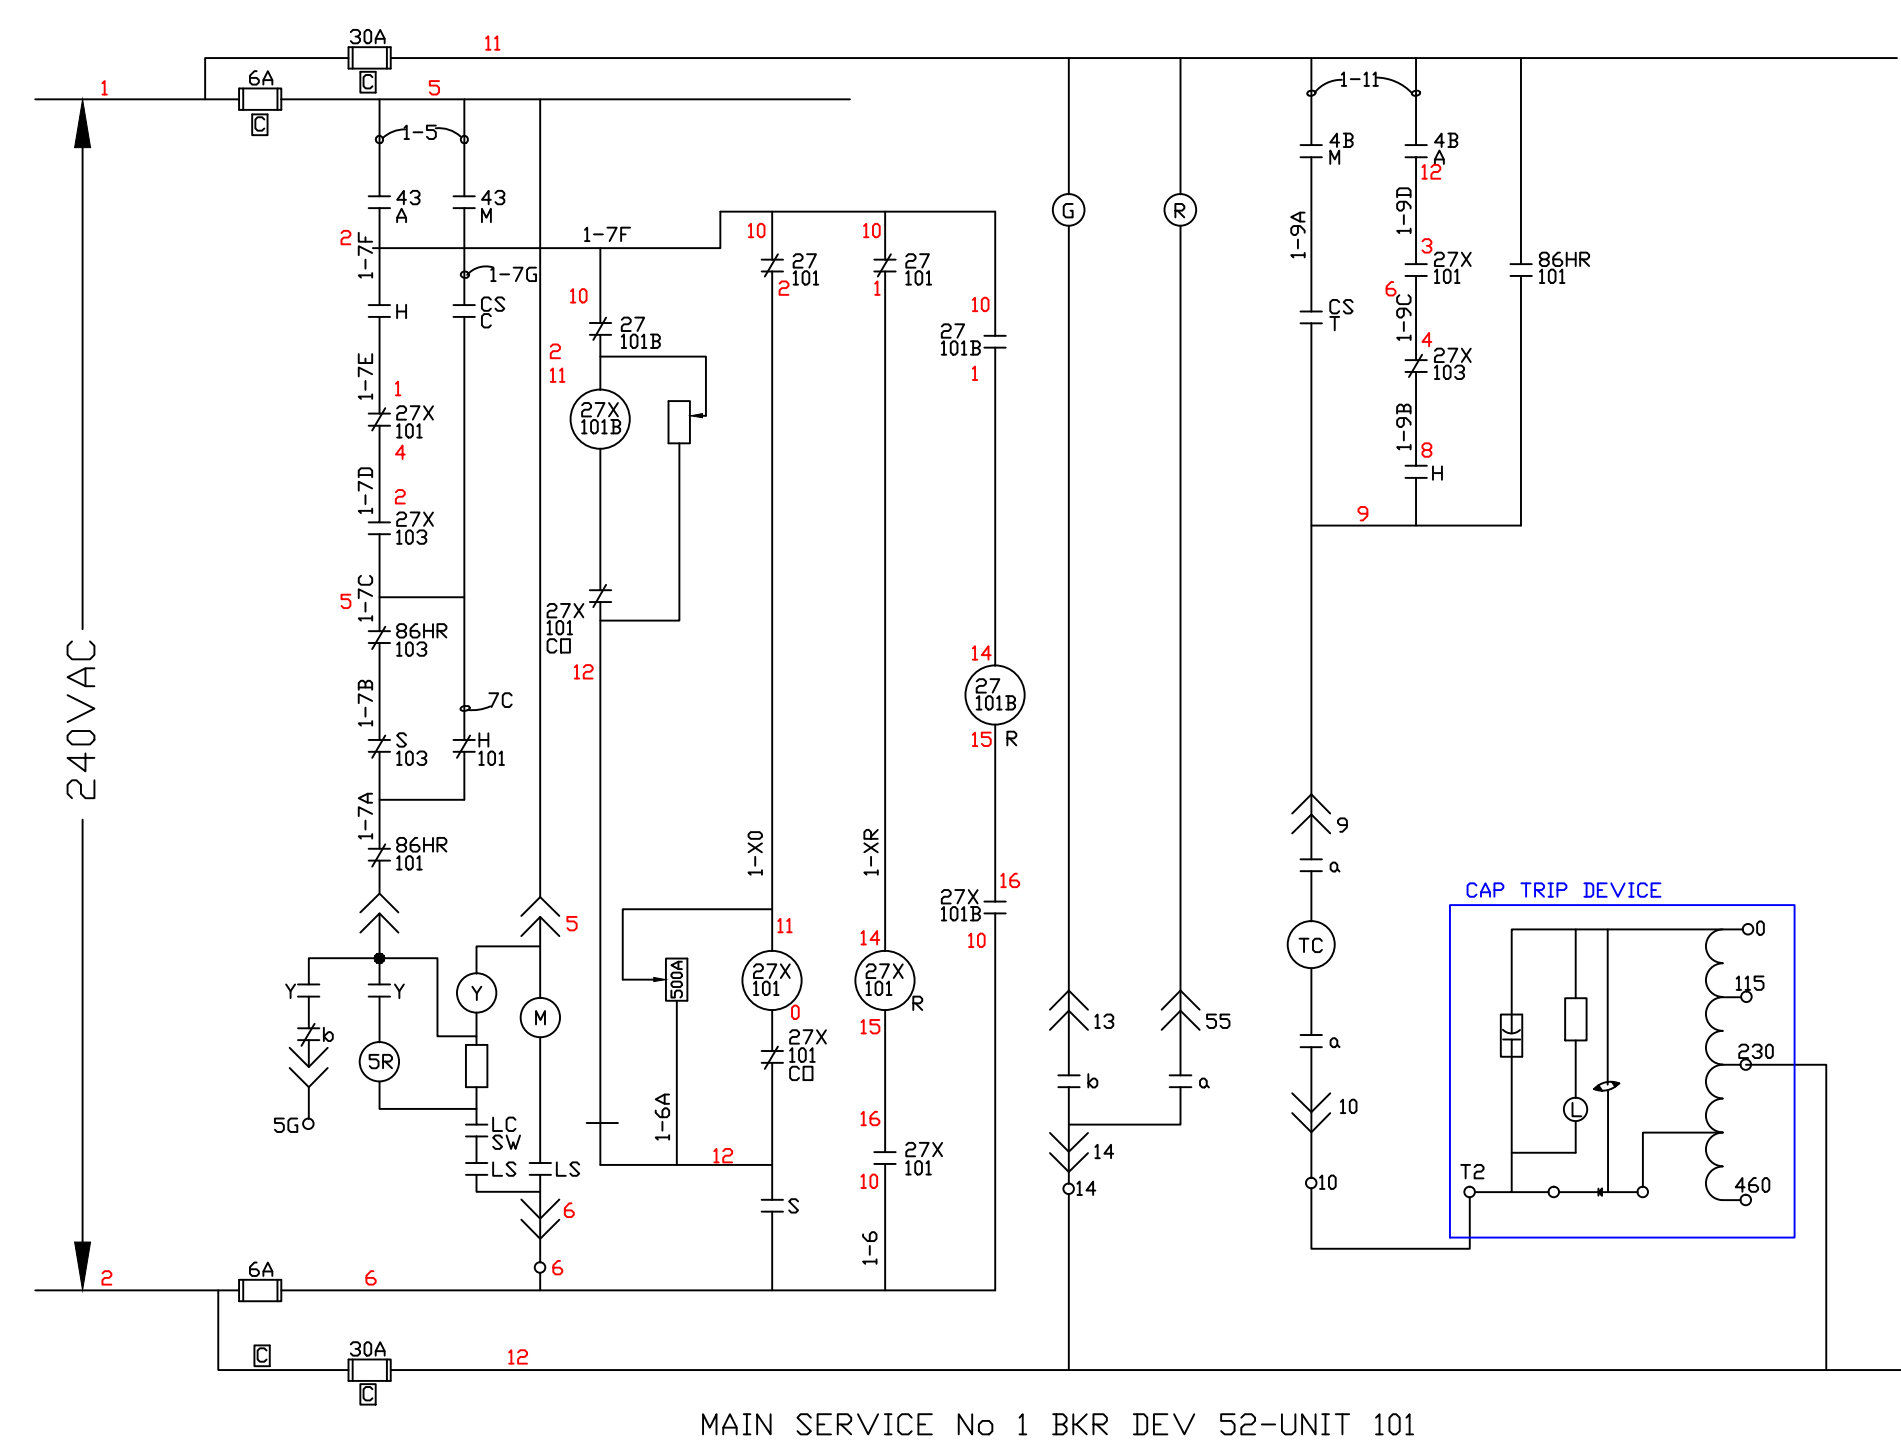 30A
11
C
6A
C
1
5
1-5
43
A
43
M
2
1-7F
1-7F
1-7G
H
CS
C
1-7E
1
27X
101
4
1-7D
2
27X
103
1-7C
5
86HR
103
1-7B
7C
S
103
H
101
1-7A
86HR
101
240VAC
10
27
101B
2
11
27X
101B
27X
101
CO
12
10
27
101
2
10
27
101
1
10
27
101B
1
14
27
101B
15
R
1-X0
1-XR
16
27X
101B
10
11
27X
101
0
14
27X
101
R
15
500A
27X
101
CO
1-6A
12
S
16
27X
101
10
1-6
5
Y
Y
Y
M
b
5R
5G
LC
SW
LS
LS
6
6
G
R
13
55
b
a
14
14
1-11
4B
M
4B
A
12
1-9A
1-9D
3
27X
101
86HR
101
6
1-9C
CS
T
4
27X
103
1-9B
8
H
9
9
a
TC
a
10
10
CAP TRIP DEVICE
0
115
230
L
T2
460
2
6A
6
C
30A
C
12
MAIN SERVICE No 1 BKR DEV 52-UNIT 101